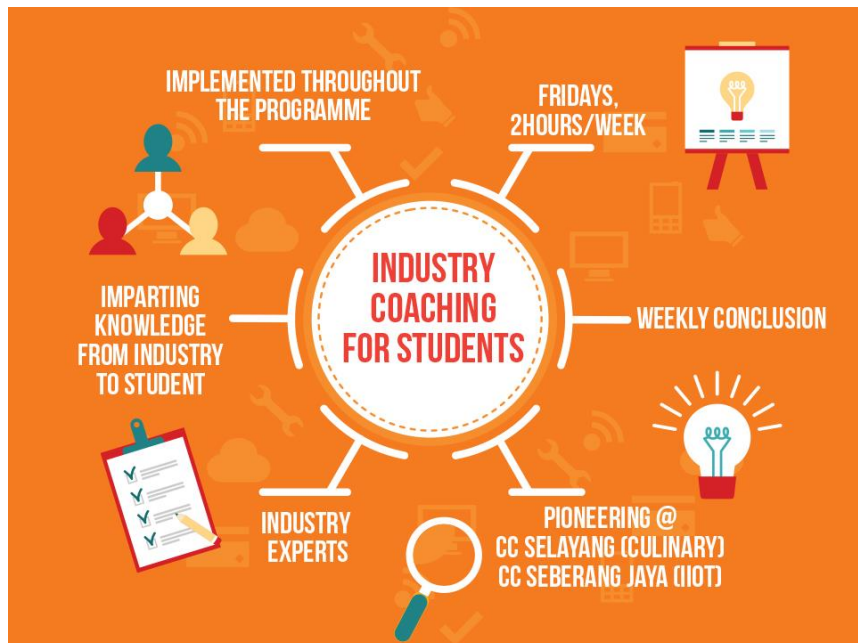 IMPLEMENTED THROUGHOUT
THE PROGRAMME
FRIDAYS,
2HOURS/WEEK
INDUSTRY
COACHING
FOR STUDENTS
IMPARTING
KNOWLEDGE
FROM INDUSTRY
TO STUDENT
WEEKLY CONCLUSION
INDUSTRY
EXPERTS
PIONEERING @
CC SELAYANG (CULINARY)
CC SEBERANG JAYA (IIOT)